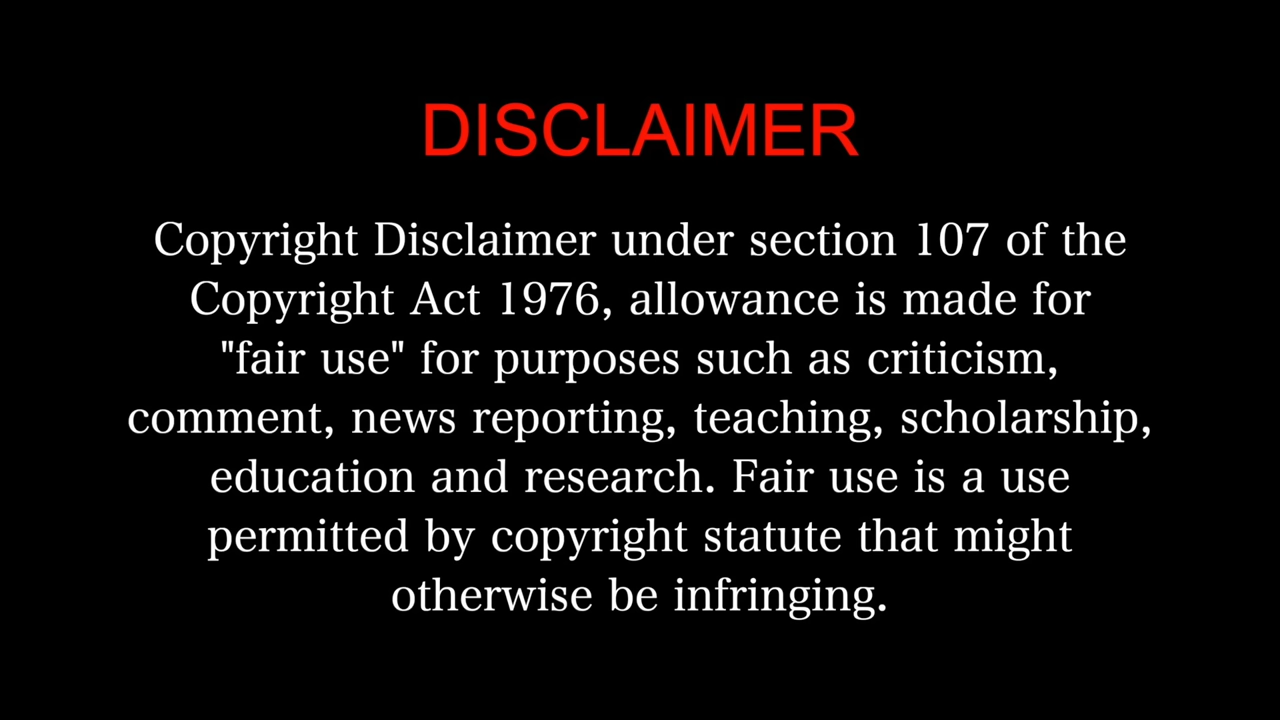 DISCLAIMER
Copyright Disclaimer under section 107 of the
Copyright Act 1976, allowance is made for
"fair use" for purposes such as criticism,
comment, news reporting, teaching, scholarship,
education and research. Fair use is a use
permitted by copyright statute that might
otherwise be infringing.